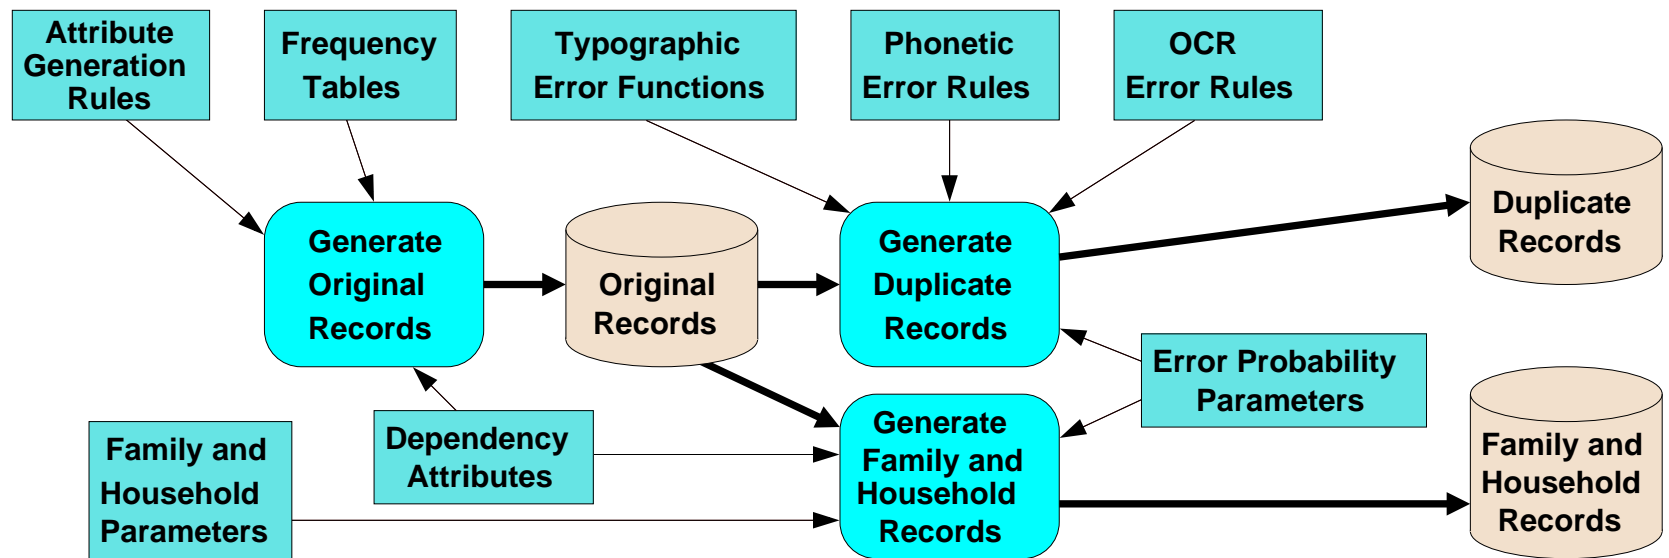 Attribute
Generation
Rules
Frequency
Tables
Typographic
Error Functions
Phonetic
Error Rules
OCR
Error Rules
Generate
Original
Records
Original
Records
Generate
Duplicate
Records
Duplicate
Records
Error Probability
Parameters
Family and
Household
Parameters
Dependency
Attributes
Generate
Family and
Household
Records
Family and
Household
Records